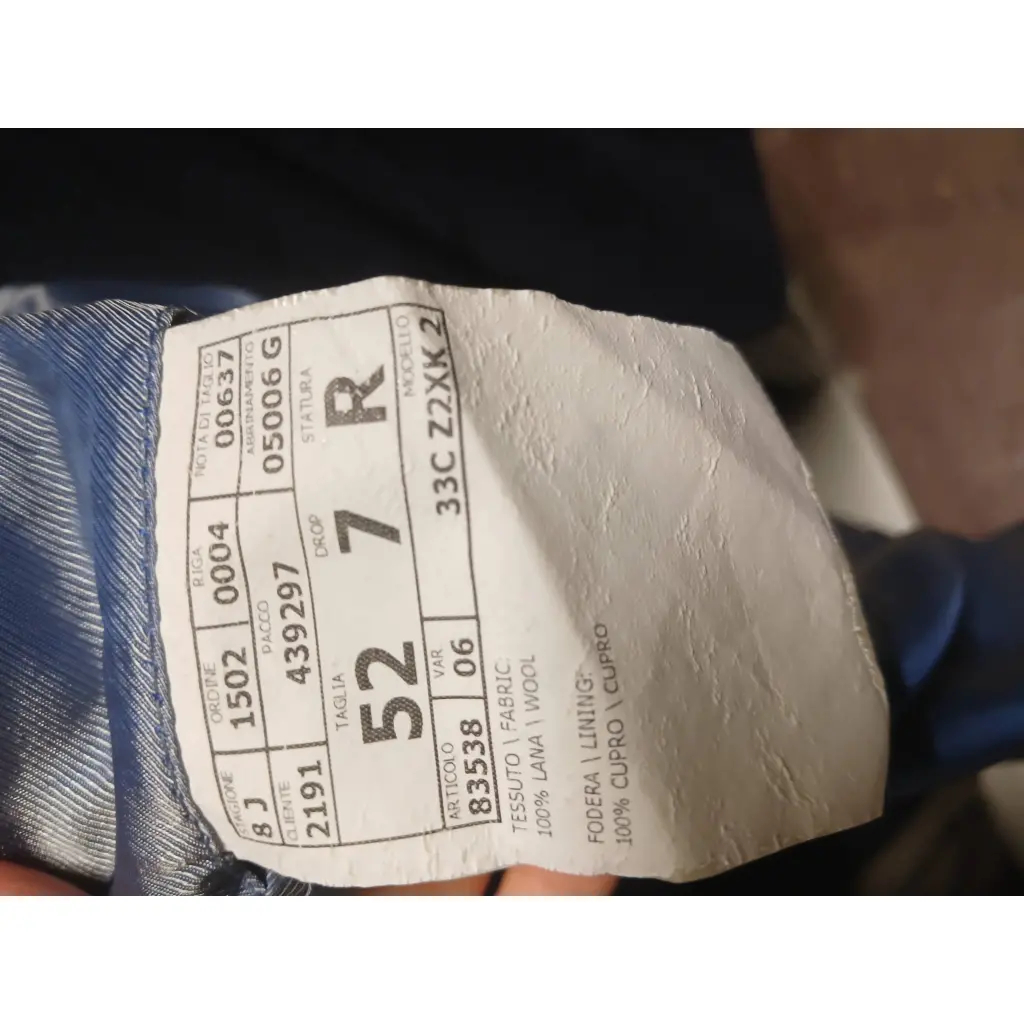 STAGIONE ORDINE RIGA NOTA DI TAGLIO
8 J 1502 0004 00637
CLIENTE PACCO ABBINAMENTO
2191 439297 05006 G
TAGLIA DROP STATURA
52 7 R
ARTICOLO VAR MODELLO
83538 06 33C Z2XK 2
TESSUTO \ FABRIC:
100% LANA \ WOOL
FODERA \ LINING:
100% CUPRO \ CUPRO